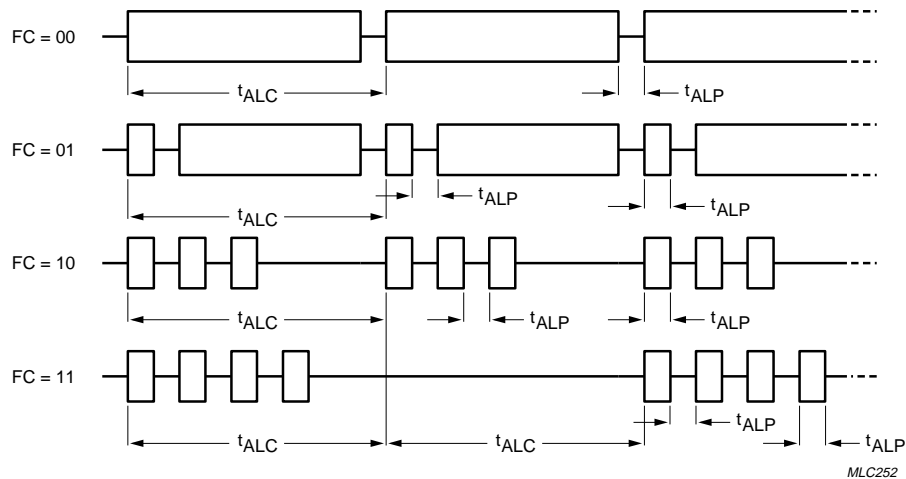 FC = 00
tALC
tALP
FC = 01
tALP
tALC
tALP
FC = 10
tALC
tALP
tALP
FC = 11
tALP
tALC
tALC
tALP
MLC252